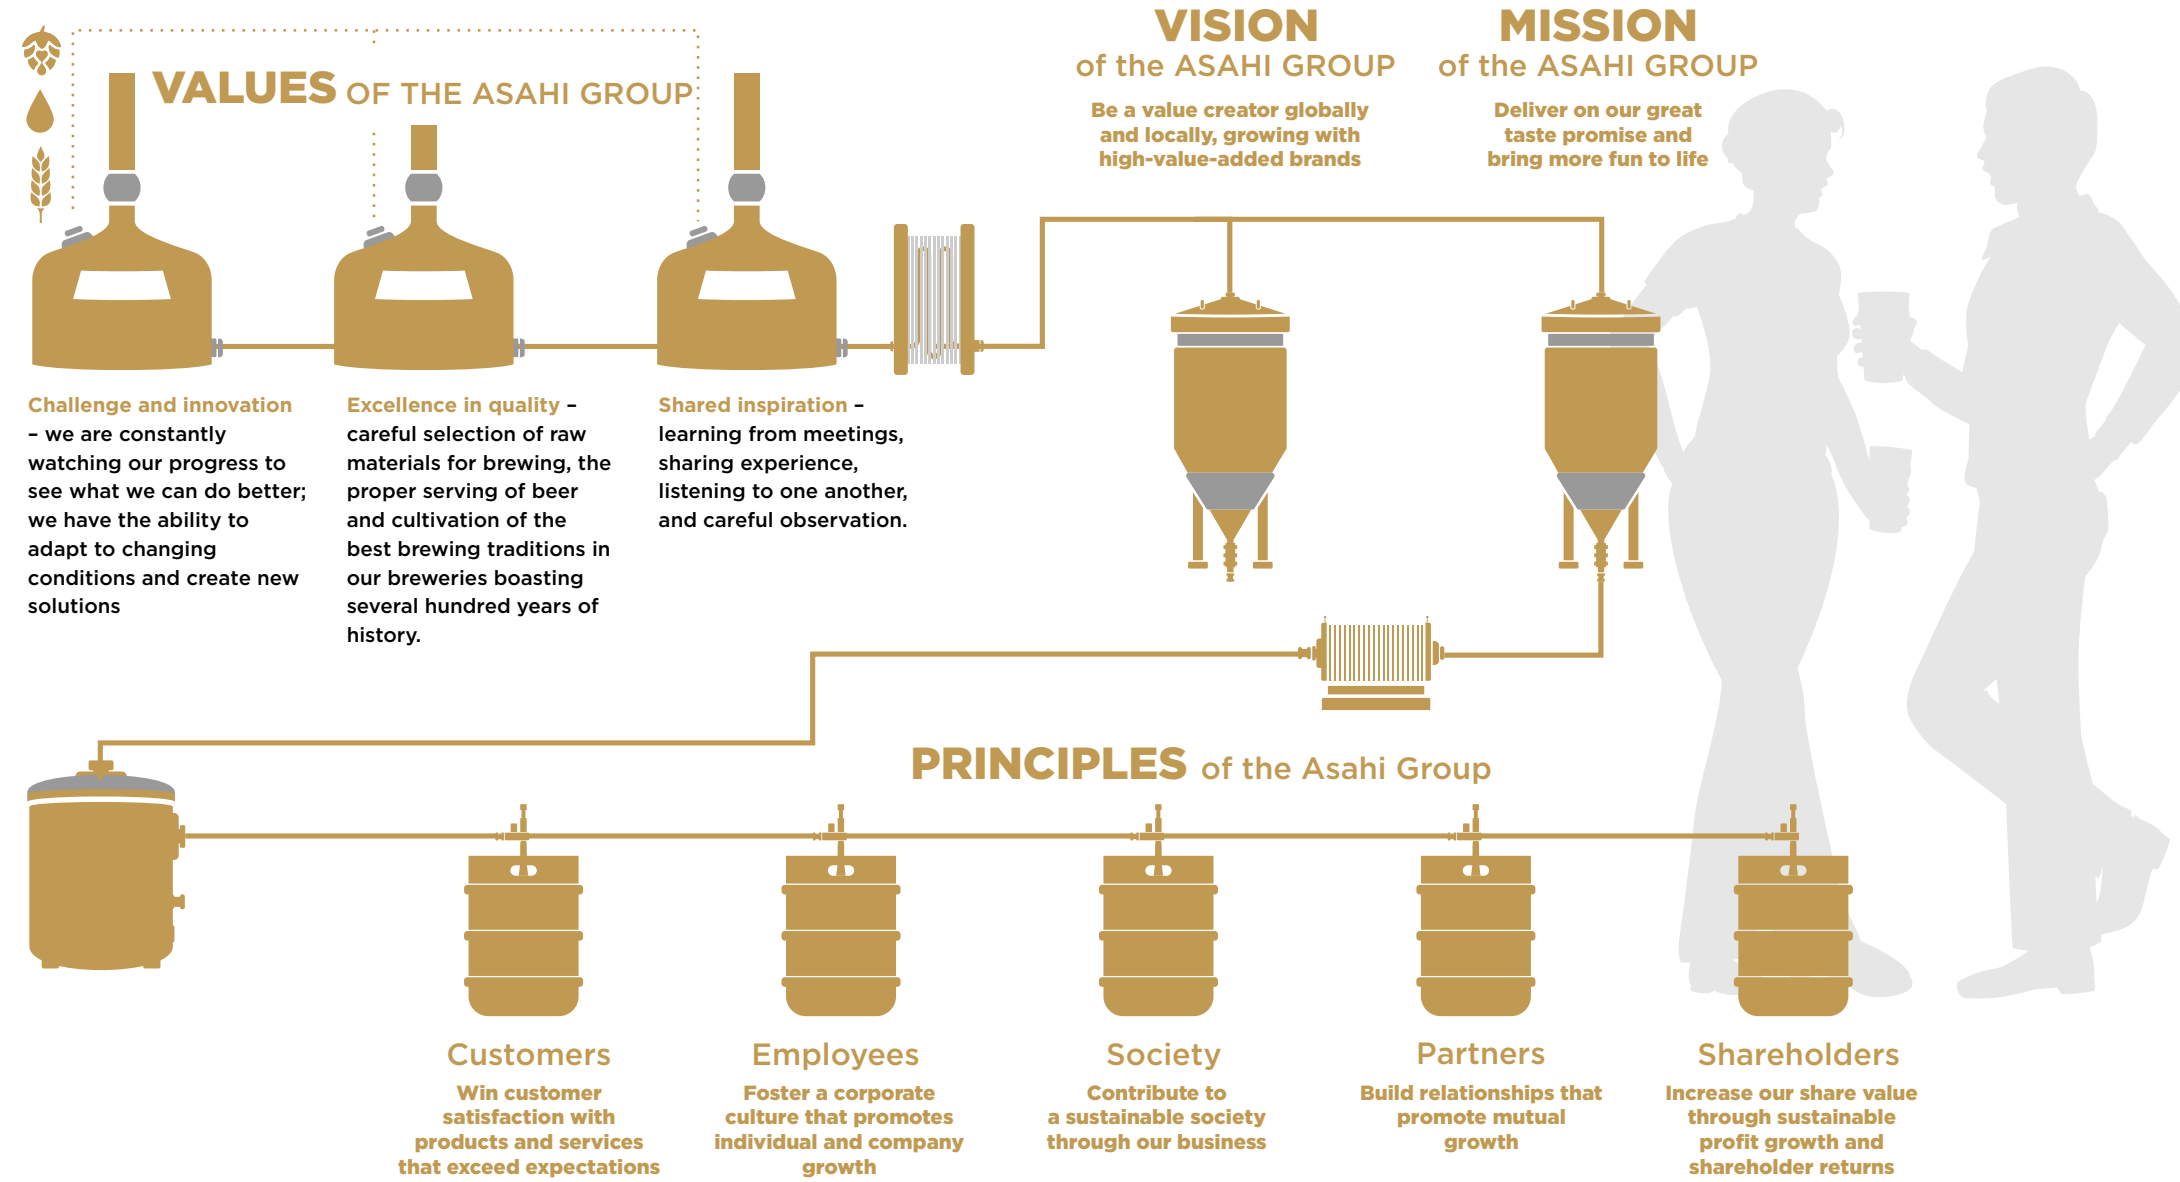 VALUES OF THE ASAHI GROUP
VISION
of the ASAHI GROUP
Be a value creator globally
and locally, growing with
high-value-added brands
MISSION
of the ASAHI GROUP
Deliver on our great
taste promise and
bring more fun to life
Challenge and innovation
– we are constantly
watching our progress to
see what we can do better;
we have the ability to
adapt to changing
conditions and create new
solutions
Excellence in quality –
careful selection of raw
materials for brewing, the
proper serving of beer
and cultivation of the
best brewing traditions in
our breweries boasting
several hundred years of
history.
Shared inspiration –
learning from meetings,
sharing experience,
listening to one another,
and careful observation.
PRINCIPLES of the Asahi Group
Customers
Win customer
satisfaction with
products and services
that exceed expectations
Employees
Foster a corporate
culture that promotes
individual and company
growth
Society
Contribute to
a sustainable society
through our business
Partners
Build relationships that
promote mutual
growth
Shareholders
Increase our share value
through sustainable
profit growth and
shareholder returns